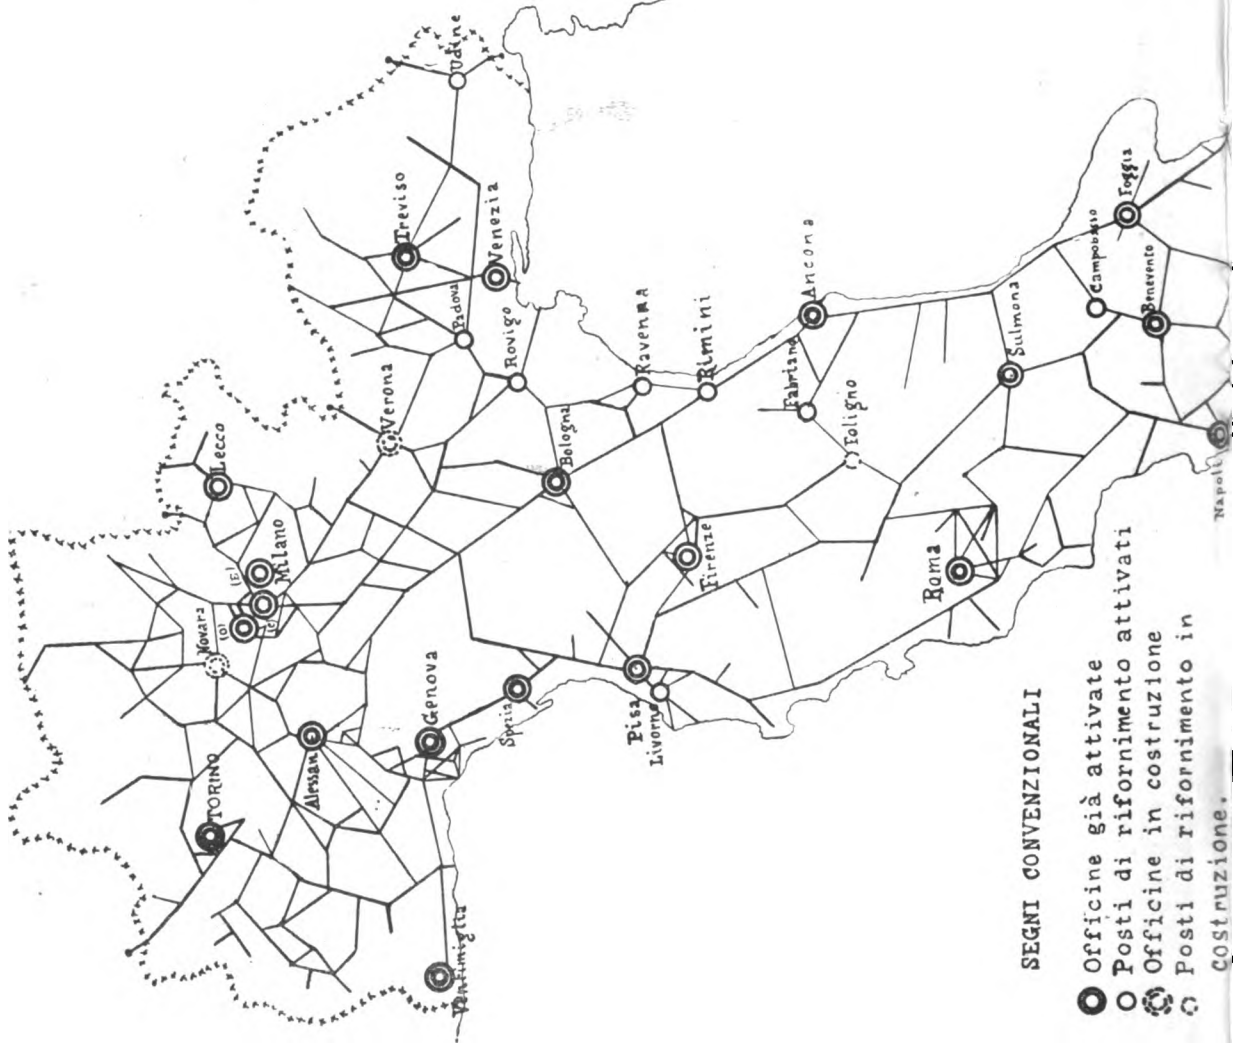 Udine
Treviso
Venezia
Padova
Rovigo
Verona
Lecco
Milano
(E)
(O)
(C)
Novara
TORINO
Alessan
Genova
Ventimiglia
Spezia
Bologna
Ravenna
Rimini
Ancona
Fabriano
Foligno
Firenze
Pisa
Livorno
Roma
Sulmona
Campobasso
Foggia
Benevento
Napoli
SEGNI CONVENZIONALI
Officine già attivate
Posti di rifornimento attivati
Officine in costruzione
Posti di rifornimento in
costruzione.